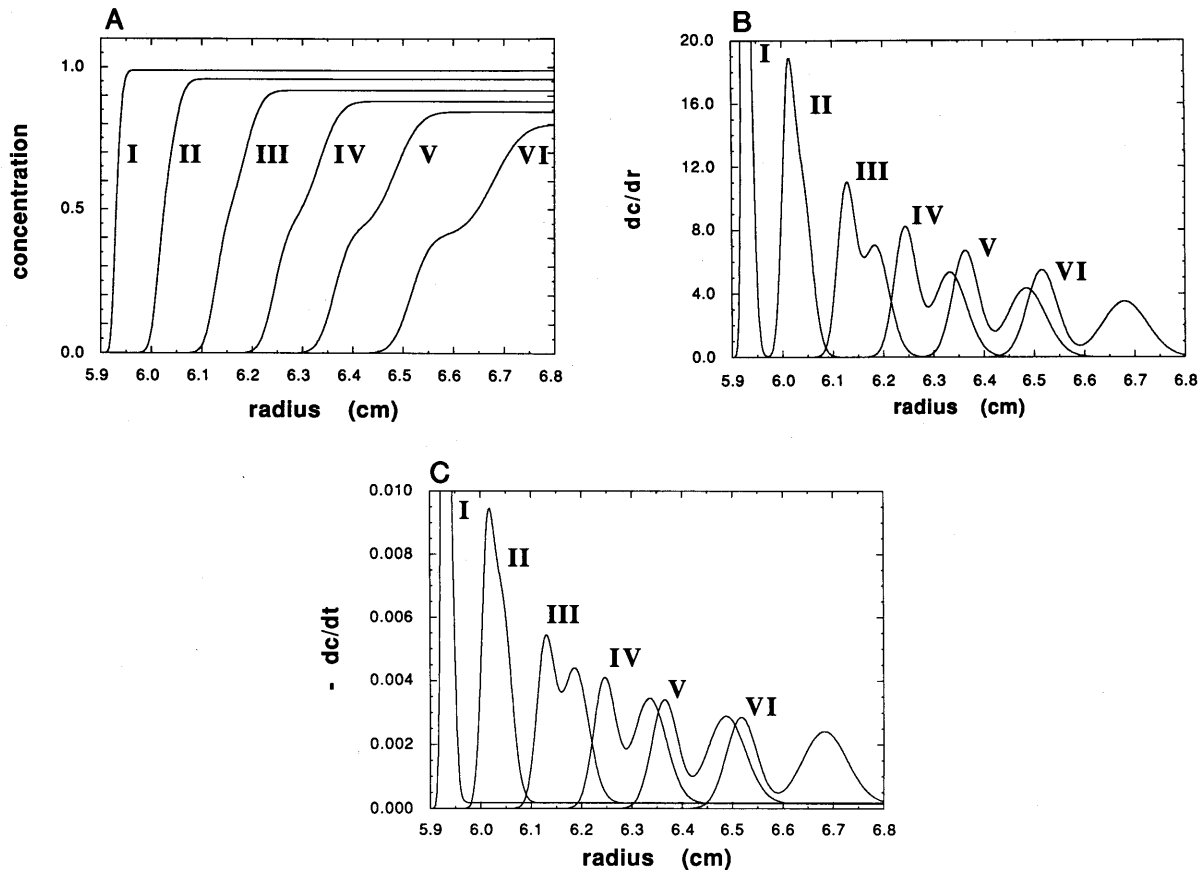 A
1.0
0.5
0.0
concentration
I II III IV V VI
5.9 6.0 6.1 6.2 6.3 6.4 6.5 6.6 6.7 6.8
radius (cm)
B
20.0
16.0
12.0
8.0
4.0
0.0
dc/dr
I
II
III
IV
V
VI
5.9 6.0 6.1 6.2 6.3 6.4 6.5 6.6 6.7 6.8
radius (cm)
C
0.010
0.008
0.006
0.004
0.002
0.000
- dc/dt
I
II
III
IV
V
VI
5.9 6.0 6.1 6.2 6.3 6.4 6.5 6.6 6.7 6.8
radius (cm)